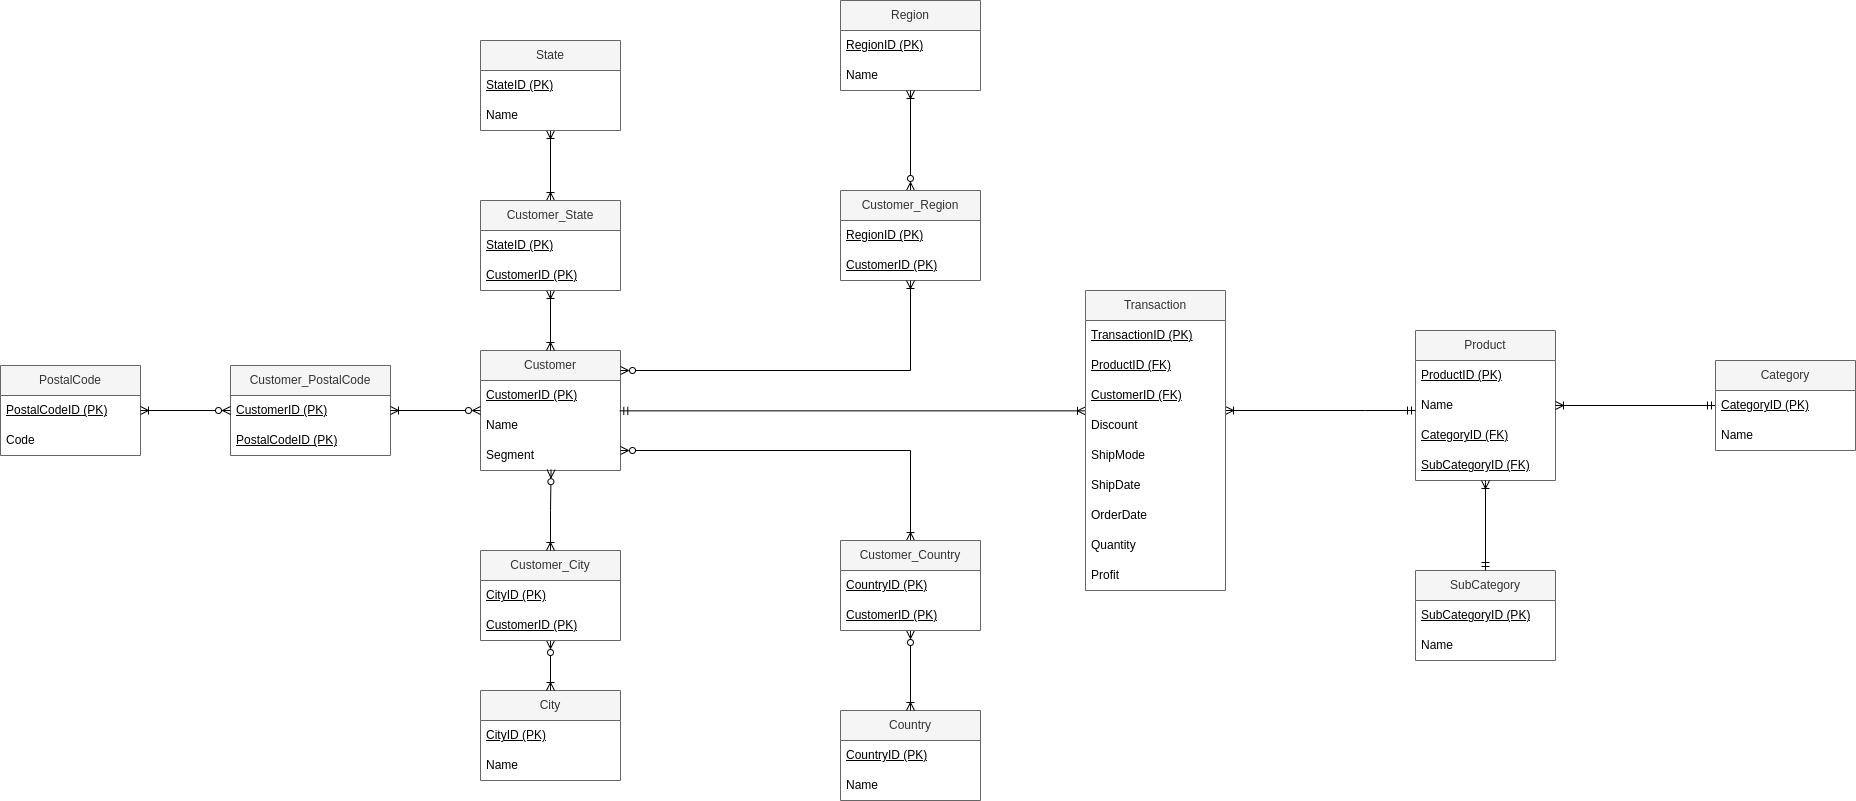 Region
RegionID (PK)
Name
State
StateID (PK)
Name
Customer_State
StateID (PK)
CustomerID (PK)
Customer_Region
RegionID (PK)
CustomerID (PK)
PostalCode
PostalCodeID (PK)
Code
Customer_PostalCode
CustomerID (PK)
PostalCodeID (PK)
Customer
CustomerID (PK)
Name
Segment
Transaction
TransactionID (PK)
ProductID (FK)
CustomerID (FK)
Discount
ShipMode
ShipDate
OrderDate
Quantity
Profit
Product
ProductID (PK)
Name
CategoryID (FK)
SubCategoryID (FK)
Category
CategoryID (PK)
Name
Customer_City
CityID (PK)
CustomerID (PK)
Customer_Country
CountryID (PK)
CustomerID (PK)
SubCategory
SubCategoryID (PK)
Name
City
CityID (PK)
Name
Country
CountryID (PK)
Name